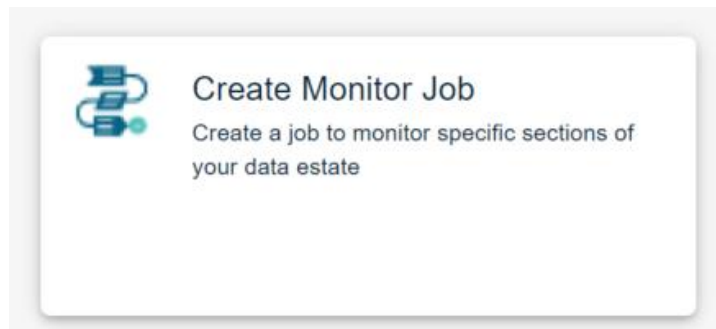 Create Monitor Job
Create a job to monitor specific sections of
your data estate